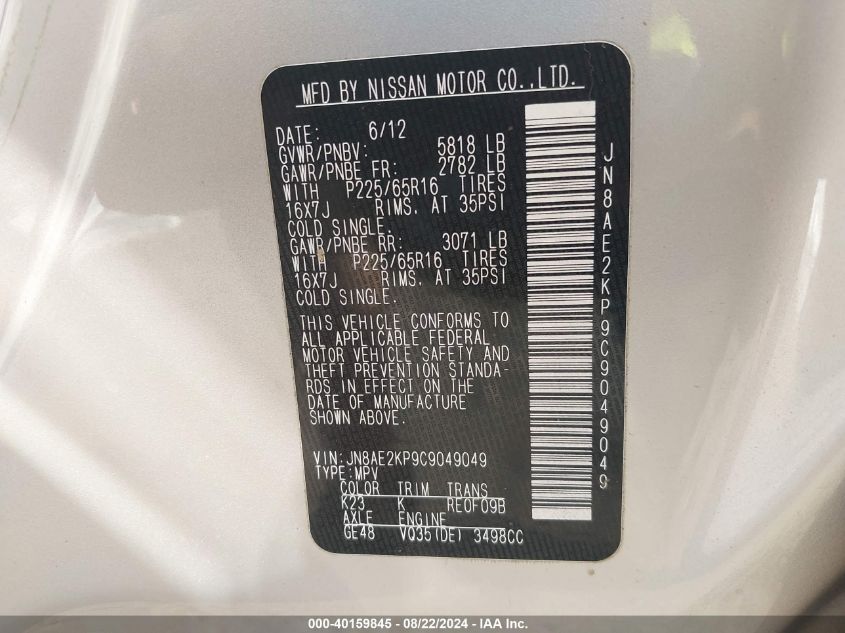 MFD BY NISSAN MOTOR CO.,LTD.
DATE: 6/12
GVWR/PNBV: 5818 LB
GAWR/PNBE FR: 2782 LB
WITH P225/65R16 TIRES
16X7J RIMS. AT 35PSI
COLD SINGLE.
GAWR/PNBE RR: 3071 LB
WITH P225/65R16 TIRES
16X7J RIMS. AT 35PSI
COLD SINGLE.
THIS VEHICLE CONFORMS TO
ALL APPLICABLE FEDERAL
MOTOR VEHICLE SAFETY AND
THEFT PREVENTION STANDA-
RDS IN EFFECT ON THE
DATE OF MANUFACTURE
SHOWN ABOVE.
VIN:JN8AE2KP9C9049049
TYPE:MPV
COLOR TRIM TRANS
K23 K RE0F09B
AXLE ENGINE
GE48 VQ35(DE) 3498CC
JN8AE2KP9C9049049
000-40159845 - 08/22/2024 - IAA Inc.